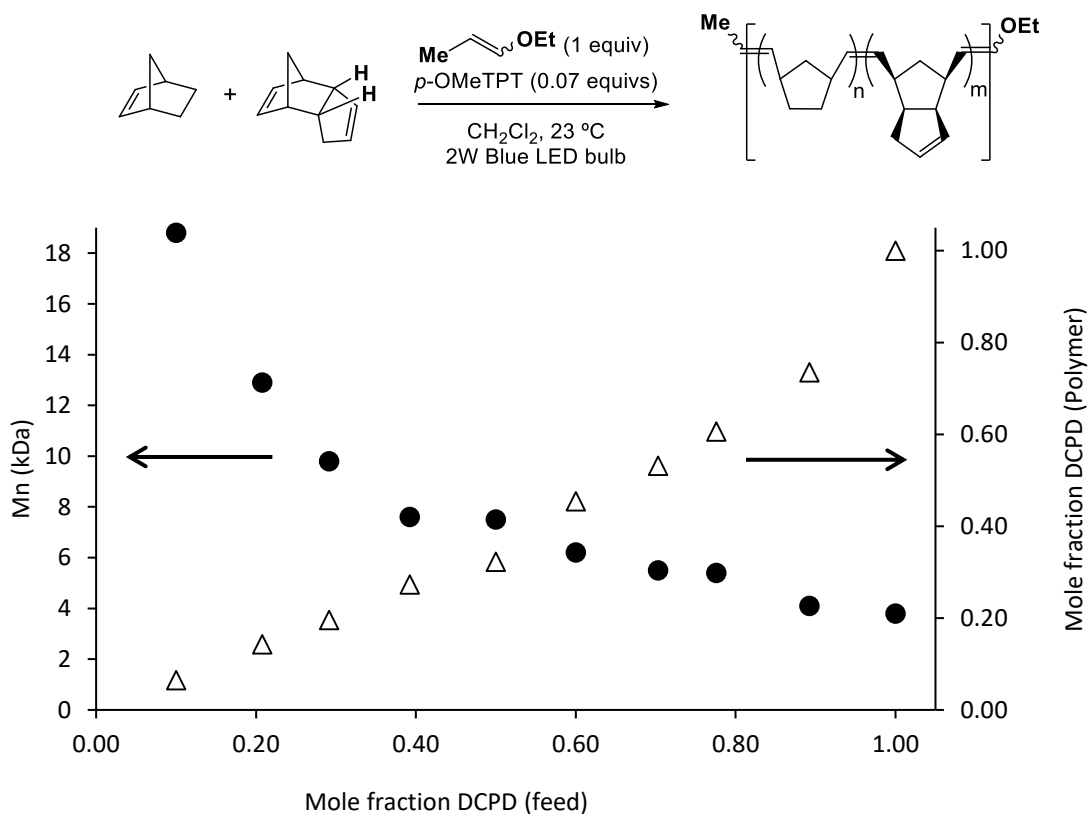 Me OEt (1 equiv)
p-OMeTPT (0.07 equivs)
CH2Cl2, 23 ºC
2W Blue LED bulb
+
H
H
Me
n
m
OEt
Mn (kDa)
18
16
14
12
10
8
6
4
2
0
1.00
0.80
0.60
0.40
0.20
0.00
Mole fraction DCPD (Polymer)
0.00 0.20 0.40 0.60 0.80 1.00
Mole fraction DCPD (feed)